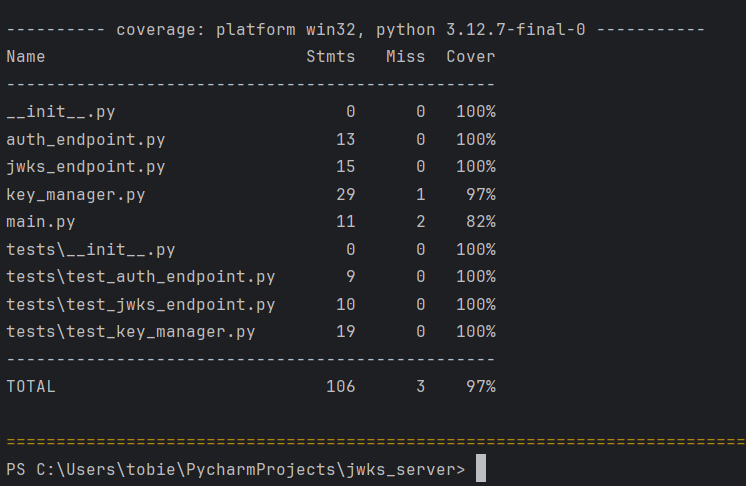 ---------- coverage: platform win32, python 3.12.7-final-0 -----------
Name                          Stmts   Miss  Cover
-------------------------------------------------
__init__.py                       0      0   100%
auth_endpoint.py                 13      0   100%
jwks_endpoint.py                 15      0   100%
key_manager.py                   29      1    97%
main.py                          11      2    82%
tests\__init__.py                 0      0   100%
tests\test_auth_endpoint.py       9      0   100%
tests\test_jwks_endpoint.py      10      0   100%
tests\test_key_manager.py        19      0   100%
-------------------------------------------------
TOTAL                           106      3    97%
==========================================================================
PS C:\Users\tobie\PycharmProjects\jwks_server>